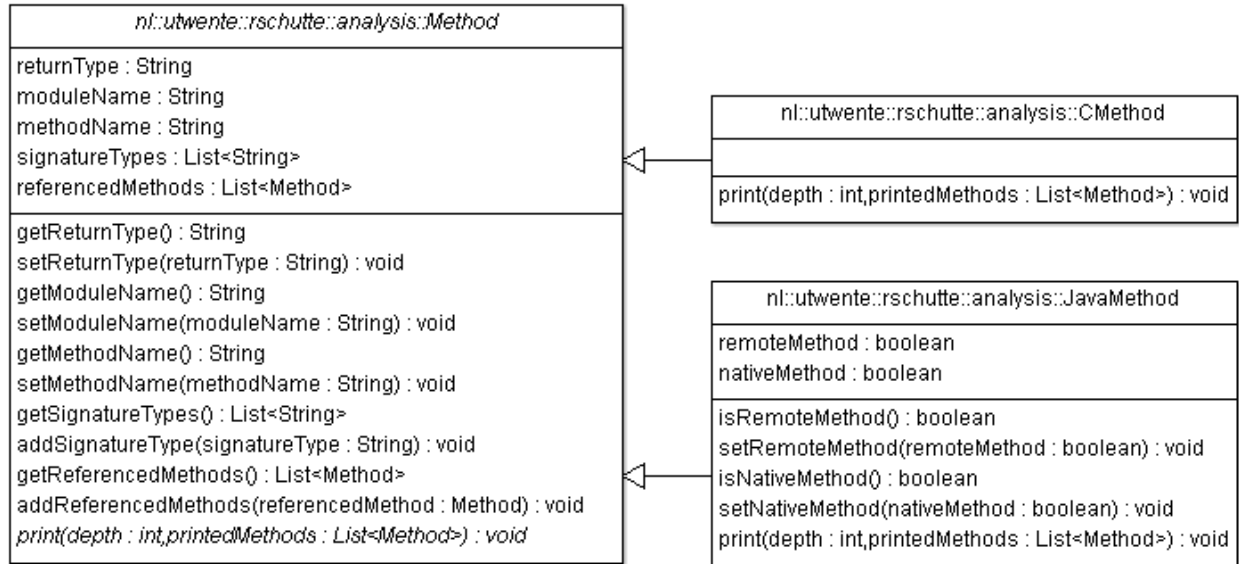 nl::utwente::rschutte::analysis::Method
returnType : String
moduleName : String
methodName : String
signatureTypes : List<String>
referencedMethods : List<Method>
getReturnType() : String
setReturnType(returnType : String) : void
getModuleName() : String
setModuleName(moduleName : String) : void
getMethodName() : String
setMethodName(methodName : String) : void
getSignatureTypes() : List<String>
addSignatureType(signatureType : String) : void
getReferencedMethods() : List<Method>
addReferencedMethods(referencedMethod : Method) : void
print(depth : int,printedMethods : List<Method>) : void
nl::utwente::rschutte::analysis::CMethod
print(depth : int,printedMethods : List<Method>) : void
nl::utwente::rschutte::analysis::JavaMethod
remoteMethod : boolean
nativeMethod : boolean
isRemoteMethod() : boolean
setRemoteMethod(remoteMethod : boolean) : void
isNativeMethod() : boolean
setNativeMethod(nativeMethod : boolean) : void
print(depth : int,printedMethods : List<Method>) : void